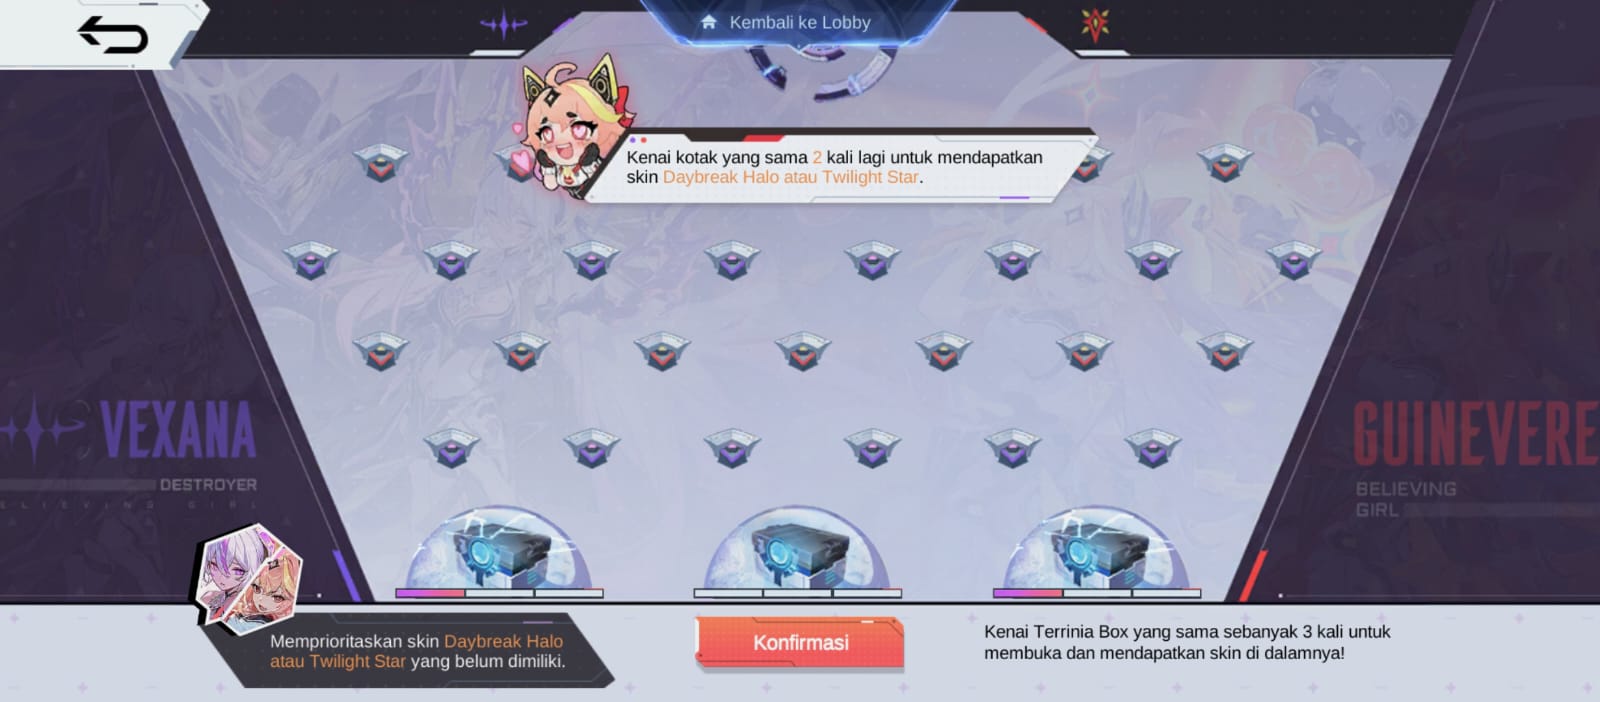 Kembali ke Lobby
Kenai kotak yang sama 2 kali lagi untuk mendapatkan
skin Daybreak Halo atau Twilight Star.
VEXANA
DESTROYER
BELIEVING GIRL
GUINEVERE
BELIEVING
GIRL
Memprioritaskan skin Daybreak Halo
atau Twilight Star yang belum dimiliki.
Konfirmasi
Kenai Terrinia Box yang sama sebanyak 3 kali untuk
membuka dan mendapatkan skin di dalamnya!